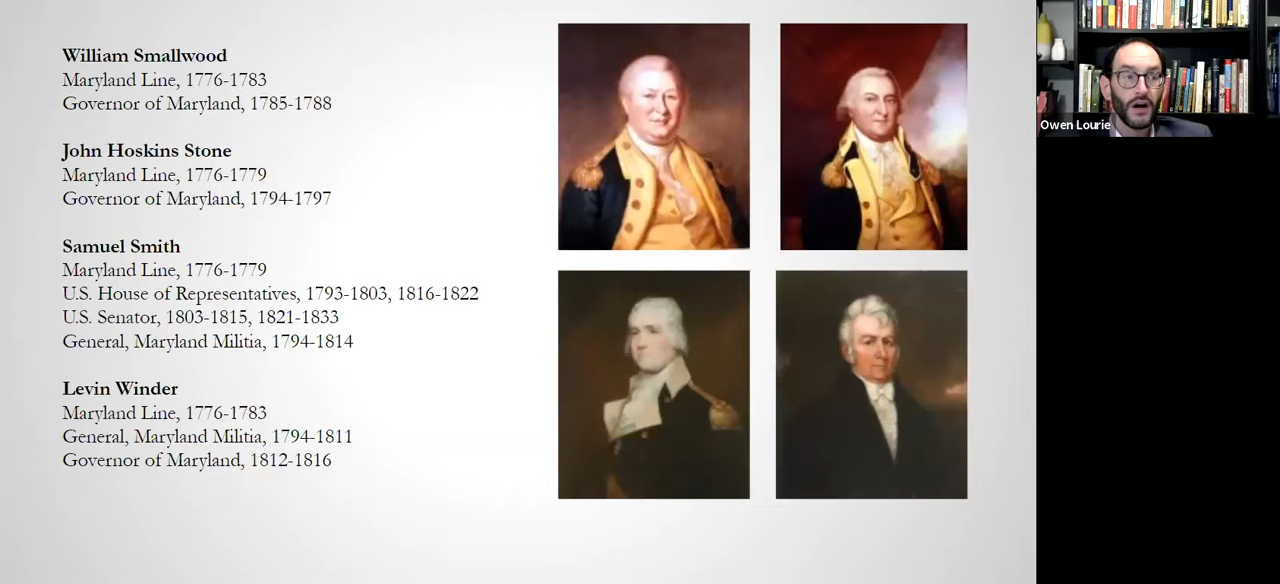 William Smallwood
Maryland Line, 1776-1783
Governor of Maryland, 1785-1788
John Hoskins Stone
Maryland Line, 1776-1779
Governor of Maryland, 1794-1797
Samuel Smith
Maryland Line, 1776-1779
U.S. House of Representatives, 1793-1803, 1816-1822
U.S. Senator, 1803-1815, 1821-1833
General, Maryland Militia, 1794-1814
Levin Winder
Maryland Line, 1776-1783
General, Maryland Militia, 1794-1811
Governor of Maryland, 1812-1816
Owen Lourie